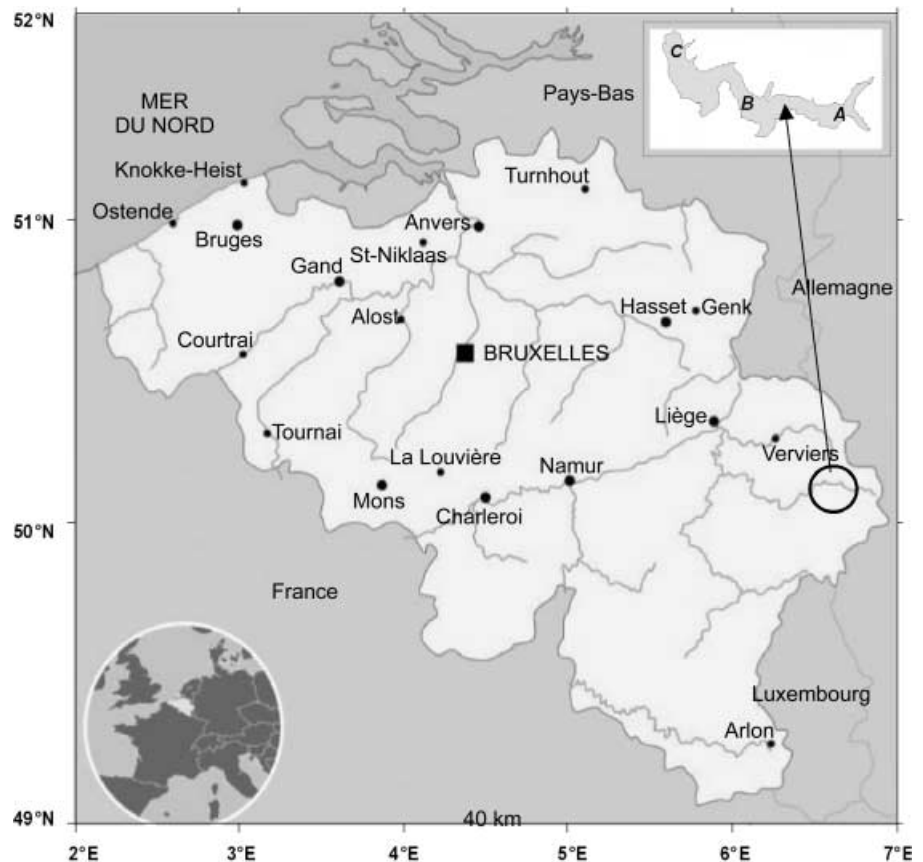 52°N
C
B
A
Pays-Bas
MER
DU NORD
Knokke-Heist
Turnhout
51°N
Ostende
Bruges
Anvers
St-Niklaas
Gand
Allemagne
Hasset
Genk
Alost
Courtrai
BRUXELLES
Liège
Tournai
Verviers
La Louvière
Namur
Mons
Charleroi
50°N
France
Luxembourg
Arlon
40 km
49°N
2°E
3°E
4°E
5°E
6°E
7°E